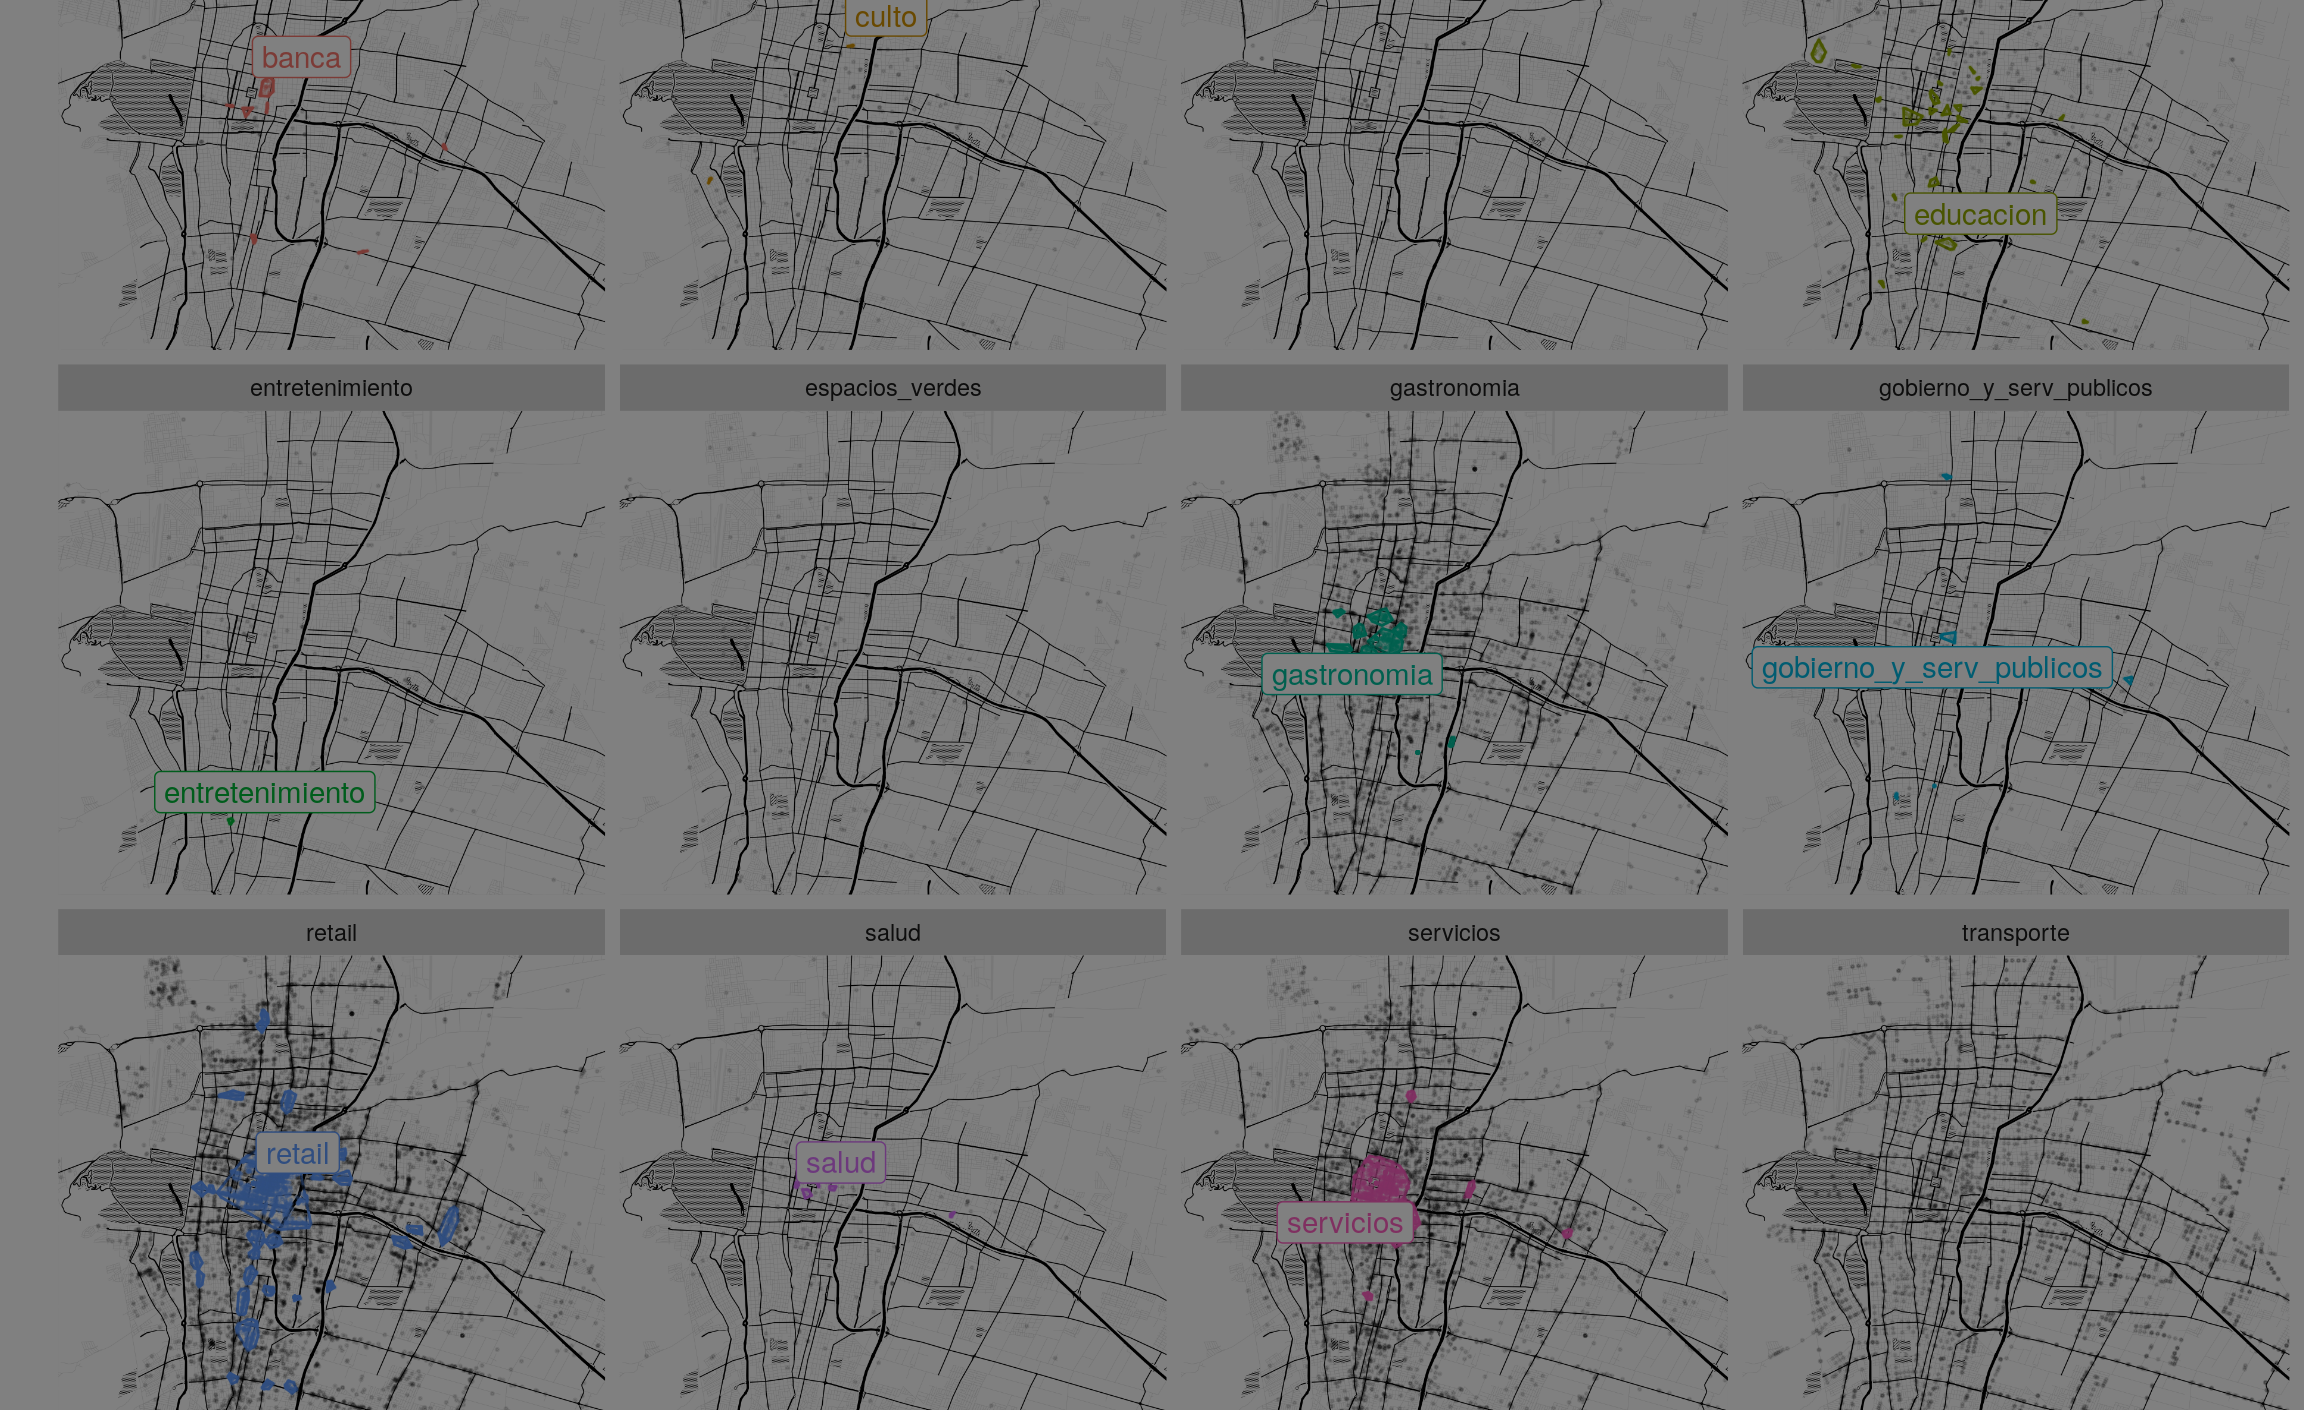 culto
banca
educacion
entretenimiento
espacios_verdes
gastronomia
gobierno_y_serv_publicos
gastronomia
gobierno_y_serv_publicos
entretenimiento
retail
salud
servicios
transporte
retail
salud
servicios